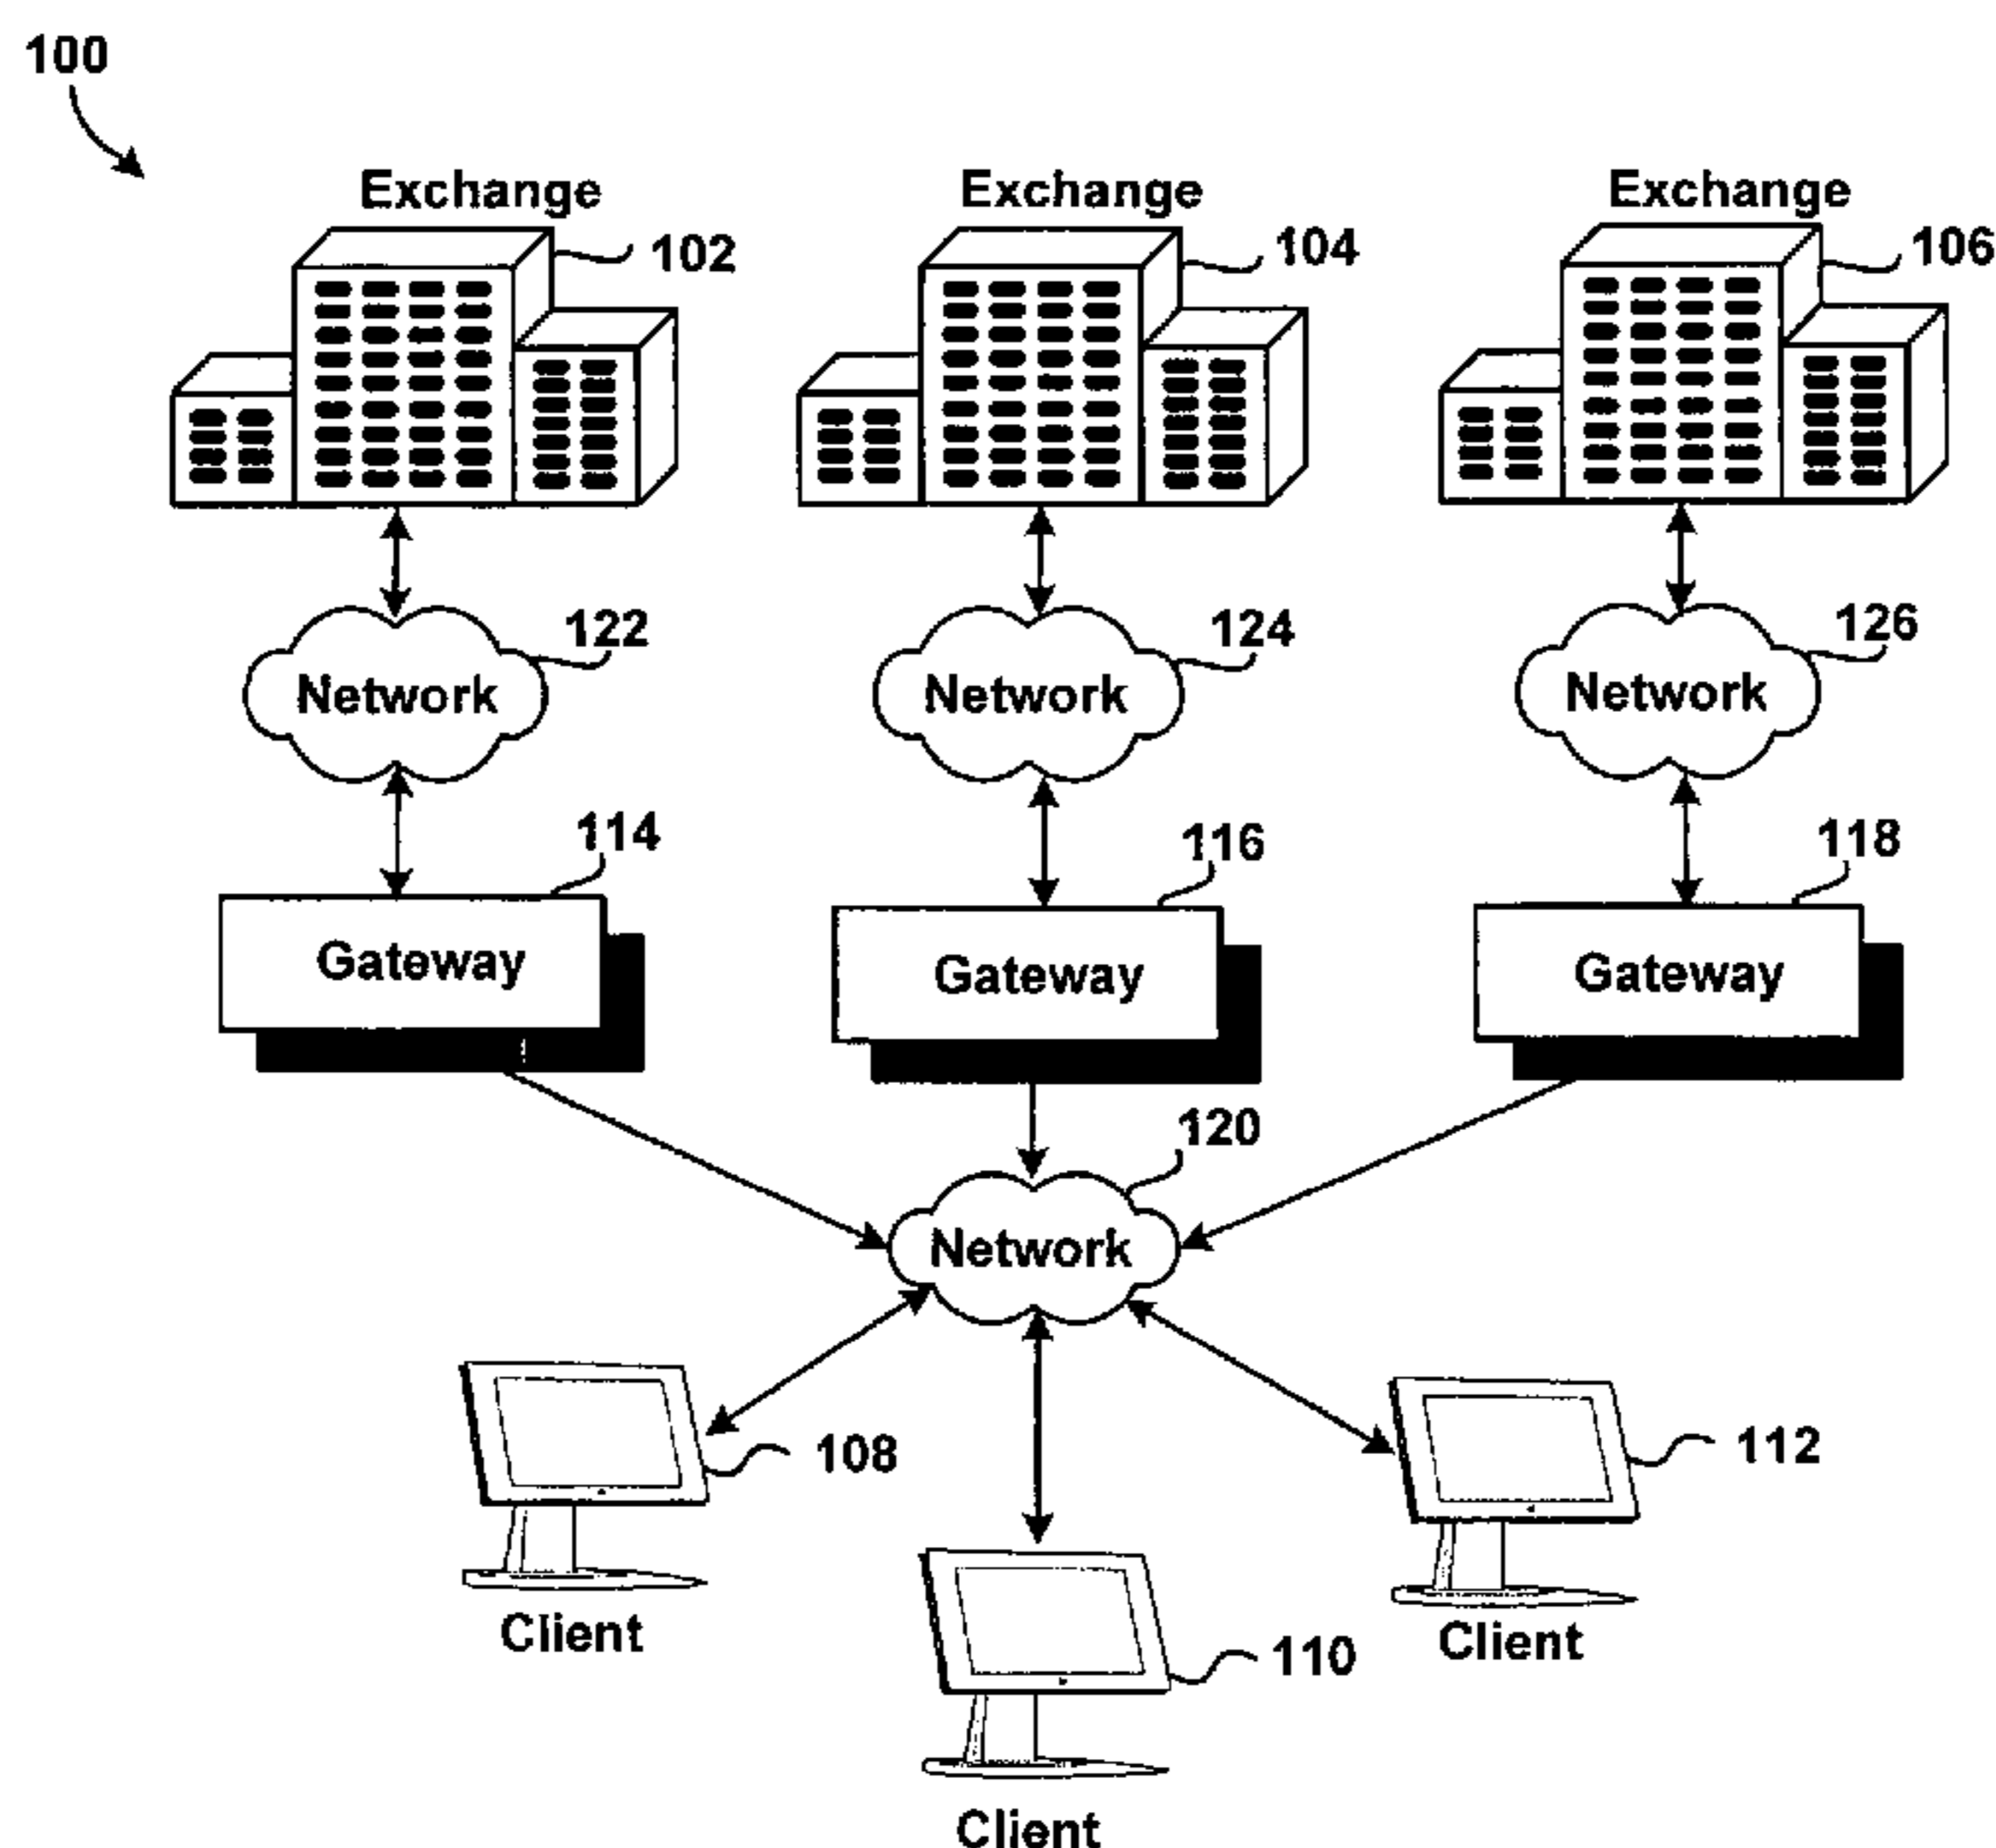 100
Exchange
Exchange
Exchange
102
104
106
122
124
126
Network
Network
Network
114
116
118
Gateway
Gateway
Gateway
120
Network
108
112
Client
110
Client
Client